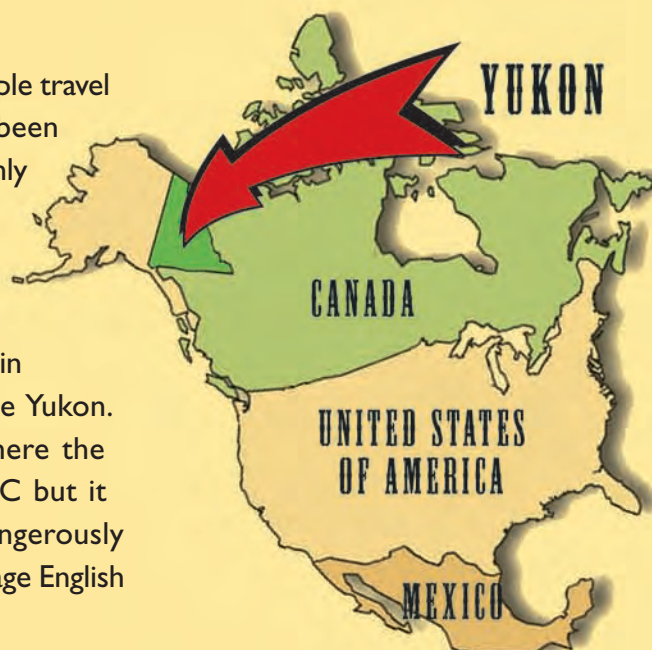 ple travel
been
nly
in
e Yukon.
here the
C but it
ngerously
age English
YUKON
CANADA
UNITED STATES
OF AMERICA
MEXICO